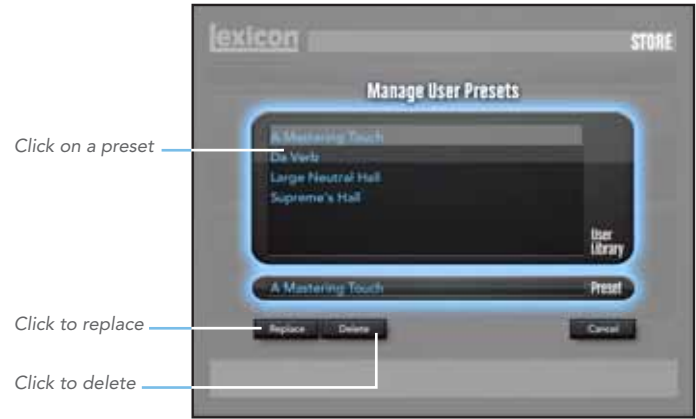 lexicon
STORE
Manage User Presets
Click on a preset
A Mastering Touch
Da Verb
Large Neutral Hall
Supreme's Hall
User
Library
A Mastering Touch Preset
Click to replace
Replace Delete Cancel
Click to delete